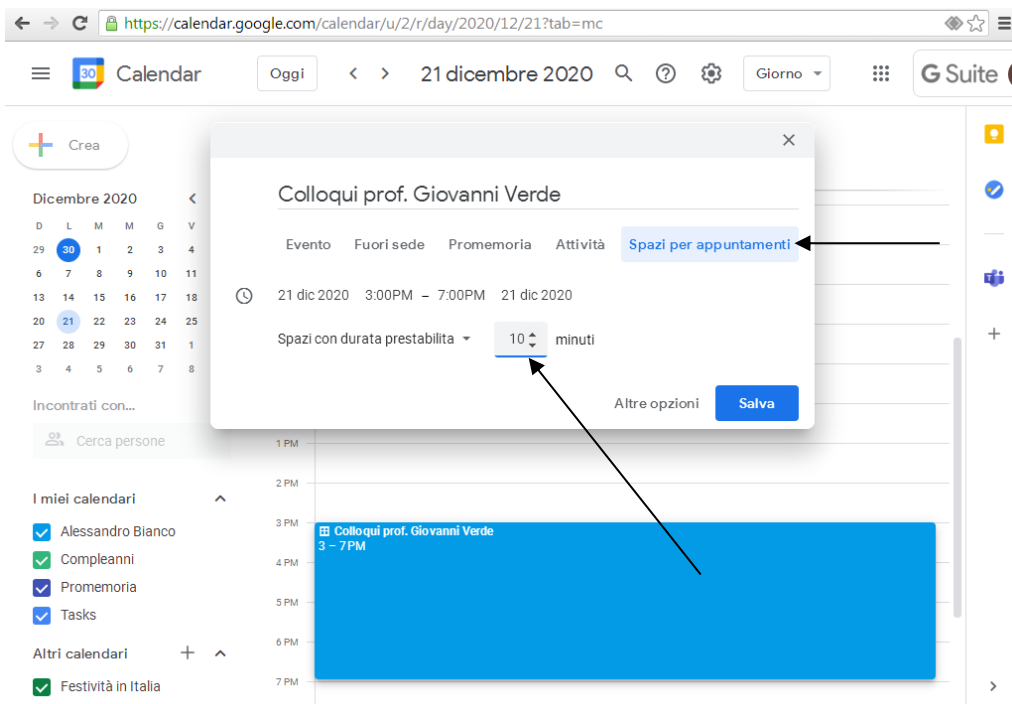 https://calendar.google.com/calendar/u/2/r/day/2020/12/21?tab=mc
30 Calendar Oggi 21 dicembre 2020 Giorno G Suite
Crea
Dicembre 2020
D L M M G V
29 30 1 2 3 4
6 7 8 9 10 11
13 14 15 16 17 18
20 21 22 23 24 25
27 28 29 30 31 1
3 4 5 6 7 8
Incontrati con...
Cerca persone
I miei calendari
Alessandro Bianco
Compleanni
Promemoria
Tasks
Altri calendari
Festività in Italia
Colloqui prof. Giovanni Verde
Evento Fuori sede Promemoria Attività Spazi per appuntamenti
21 dic 2020 3:00PM – 7:00PM 21 dic 2020
Spazi con durata prestabilita 10 minuti
Altre opzioni Salva
1 PM
2 PM
3 PM
Colloqui prof. Giovanni Verde
3 – 7 PM
4 PM
5 PM
6 PM
7 PM